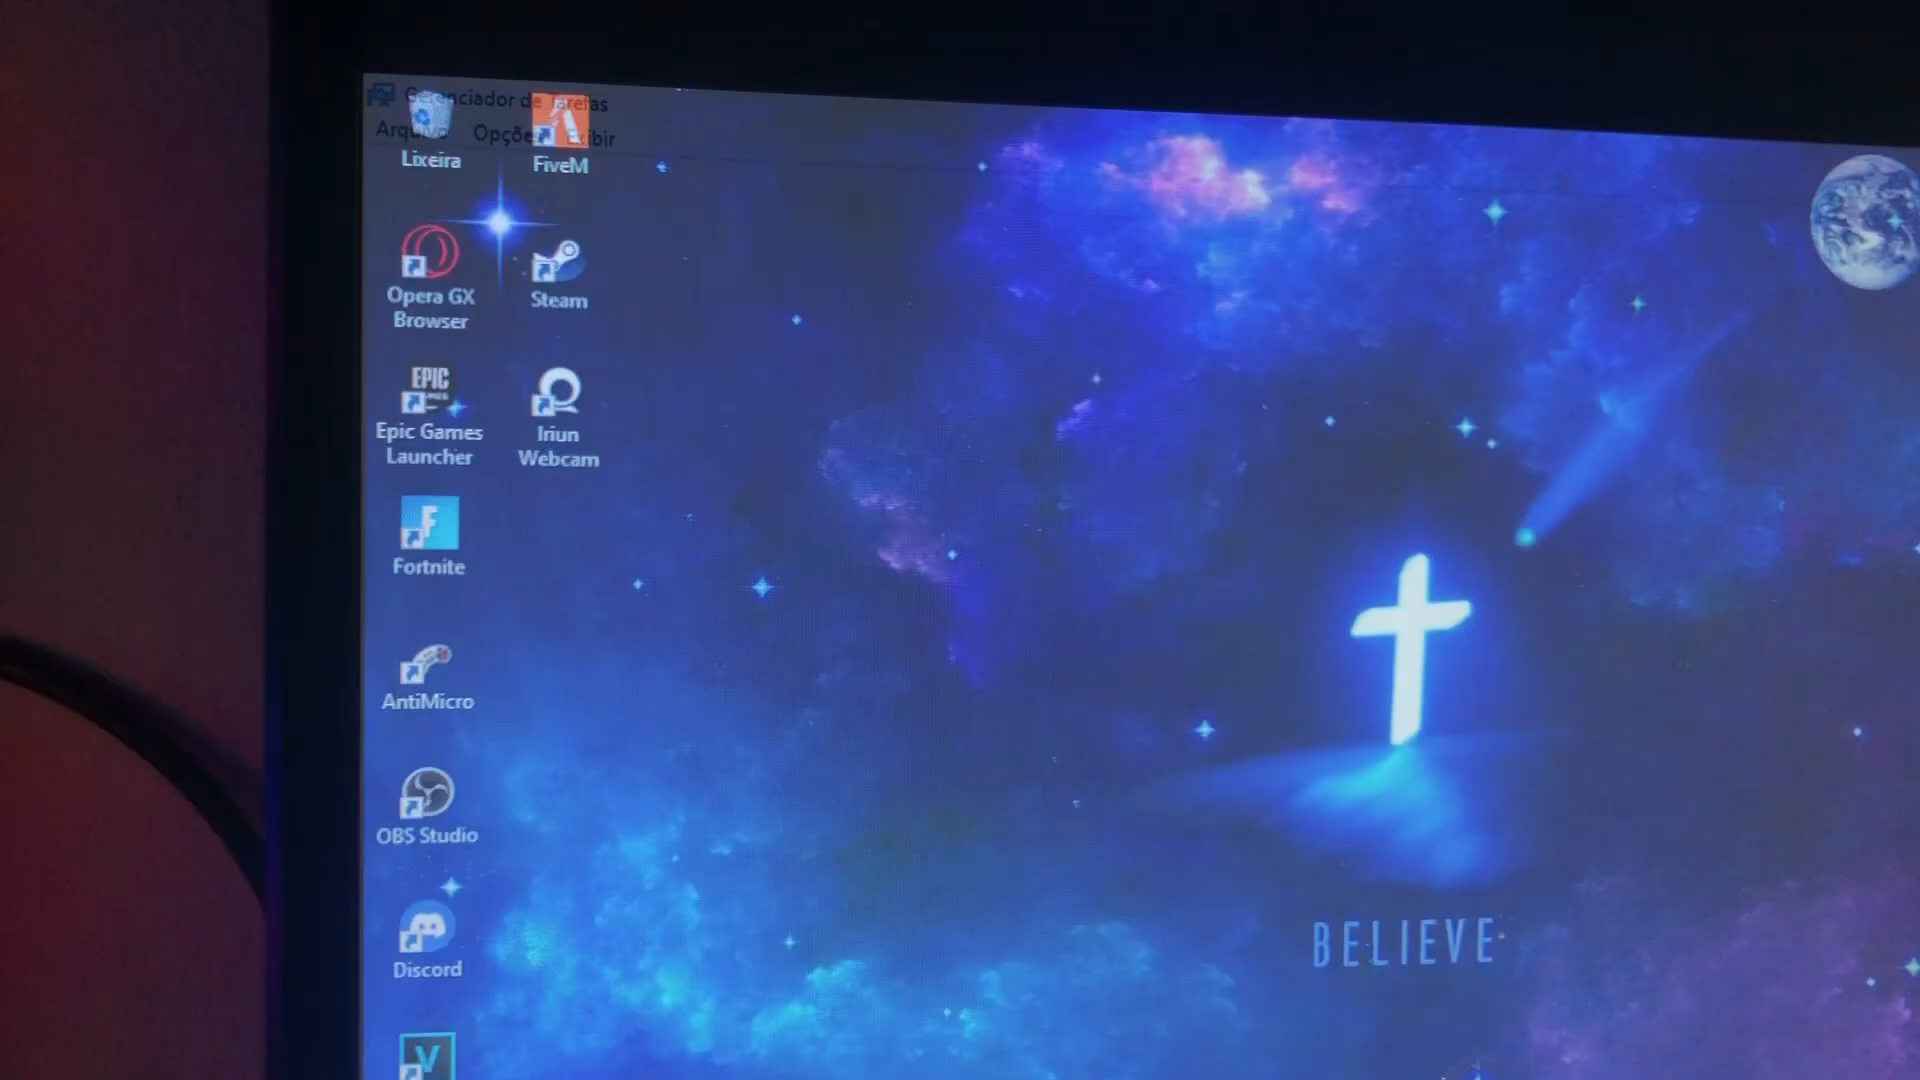 Gerenciador de Tarefas
Arquivo Opções Exibir
Lixeira
FiveM
Opera GX
Browser
Steam
EPIC
Epic Games
Launcher
Iriun
Webcam
F
Fortnite
AntiMicro
OBS Studio
Discord
V
BELIEVE